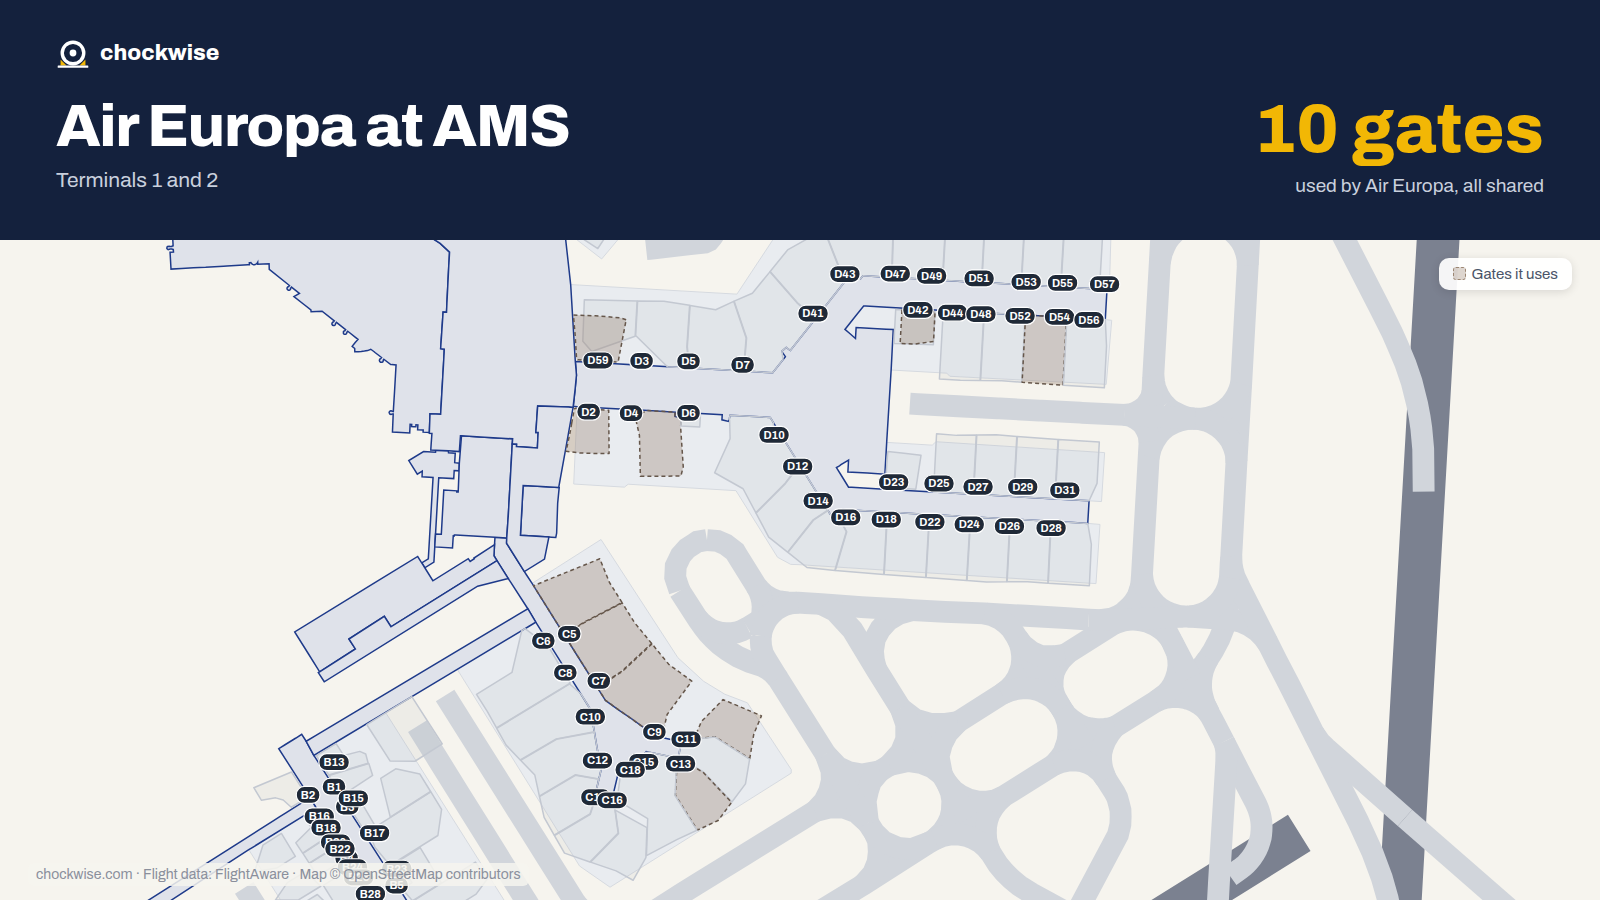 chockwise
Air Europa at AMS
Terminals 1 and 2
10 gates
used by Air Europa, all shared
Gates it uses
D43
D47
D49
D51
D53
D55
D57
D41
D42
D44
D48
D52
D54
D56
D59
D3
D5
D7
D2
D4
D6
D10
D12
D14
D23
D25
D27
D29
D31
D16
D18
D22
D24
D26
D28
C6
C5
C8
C7
C10
C9
C11
C12
C18
C13
C16
B13
B1
B2
B15
B16
B18
B17
B22
B28
chockwise.com · Flight data: FlightAware · Map © OpenStreetMap contributors